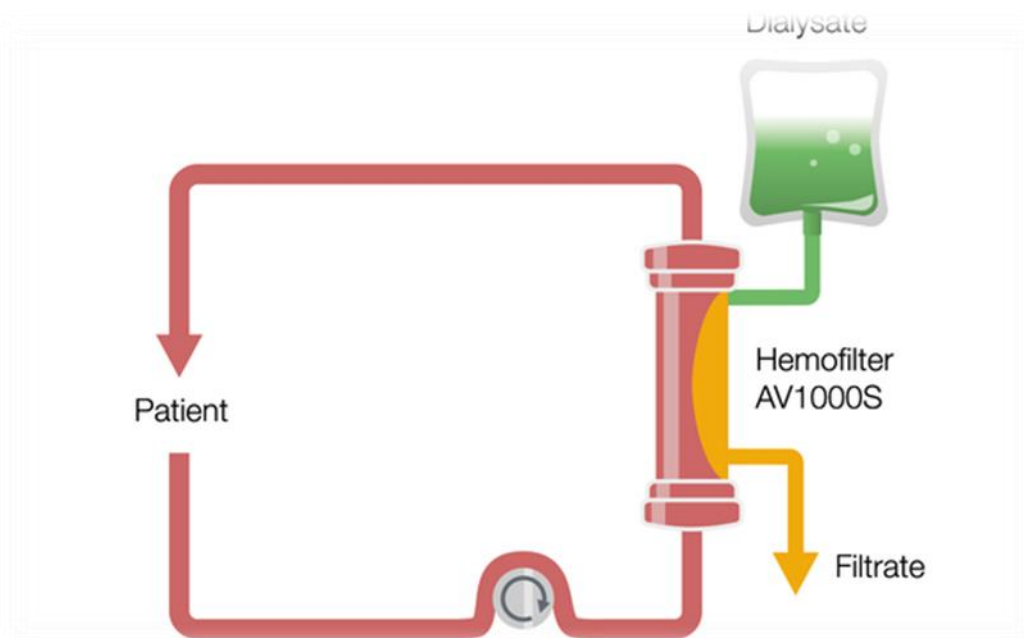 Dialysate
Hemofilter
AV1000S
Patient
Filtrate